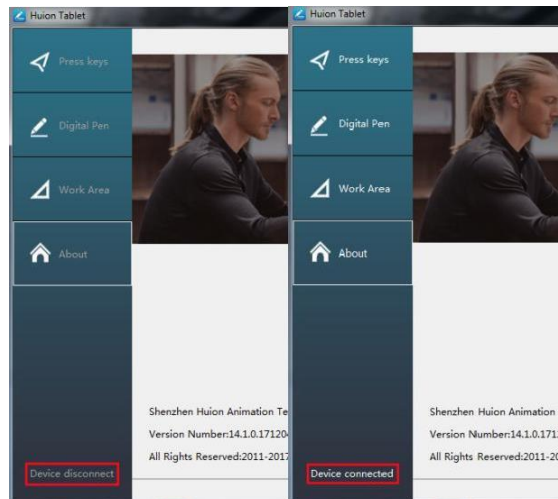 Huion Tablet
Press keys
Digital Pen
Work Area
About
Shenzhen Huion Animation Te
Version Number:14.1.0.17120
All Rights Reserved:2011-2017
Device disconnect
Huion Tablet
Press keys
Digital Pen
Work Area
About
Shenzhen Huion Animation
Version Number:14.1.0.171
All Rights Reserved:2011-20
Device connected